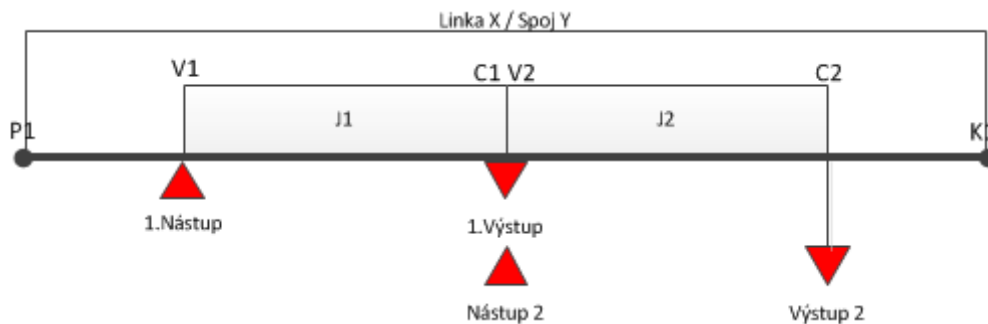 Linka X / Spoj Y
V1
C1 V2
C2
J1
J2
P1
1.Nástup
1.Výstup
Nástup 2
Výstup 2